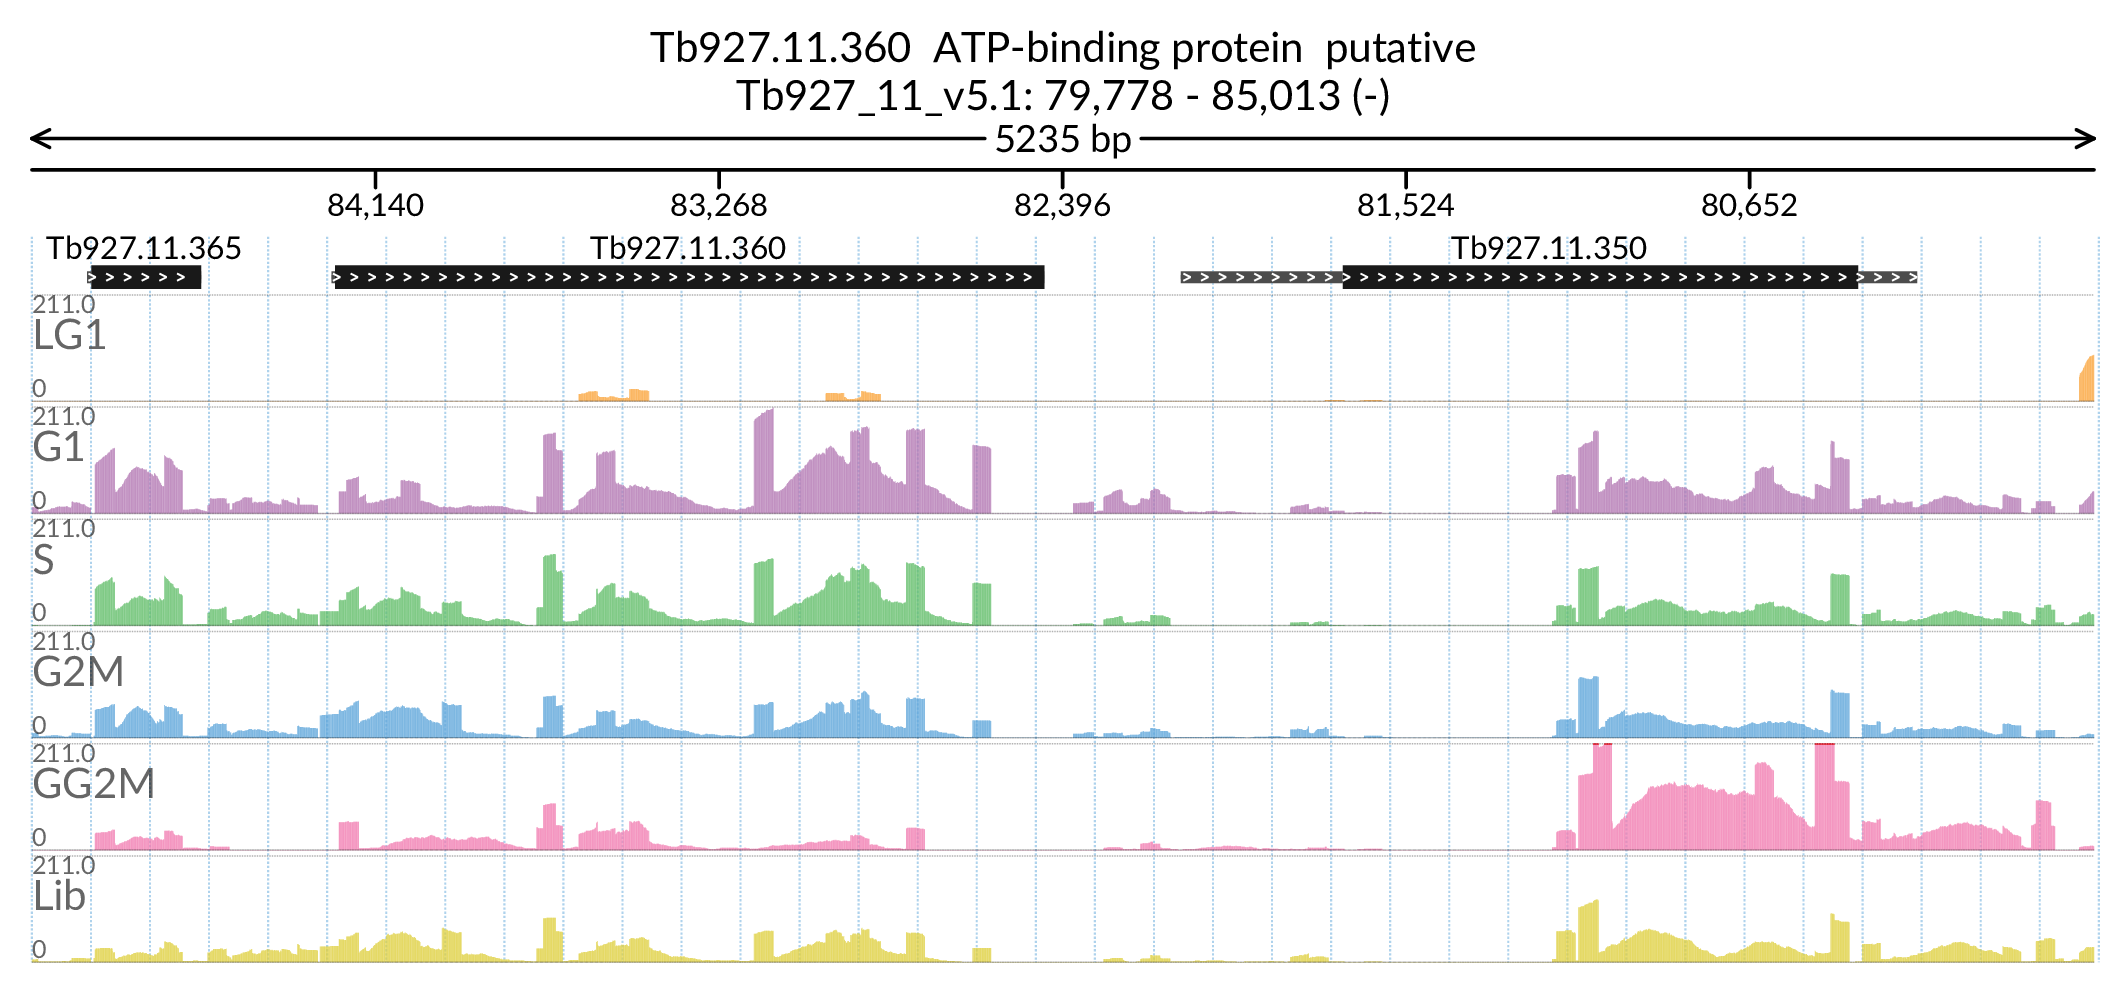 Tb927.11.360  ATP-binding protein  putative
Tb927_11_v5.1: 79,778 - 85,013 (-)
5235 bp
84,140 83,268 82,396 81,524 80,652
Tb927.11.365 Tb927.11.360 Tb927.11.350
211.0
LG1
0
211.0
G1
0
211.0
S
0
211.0
G2M
0
211.0
GG2M
0
211.0
Lib
0